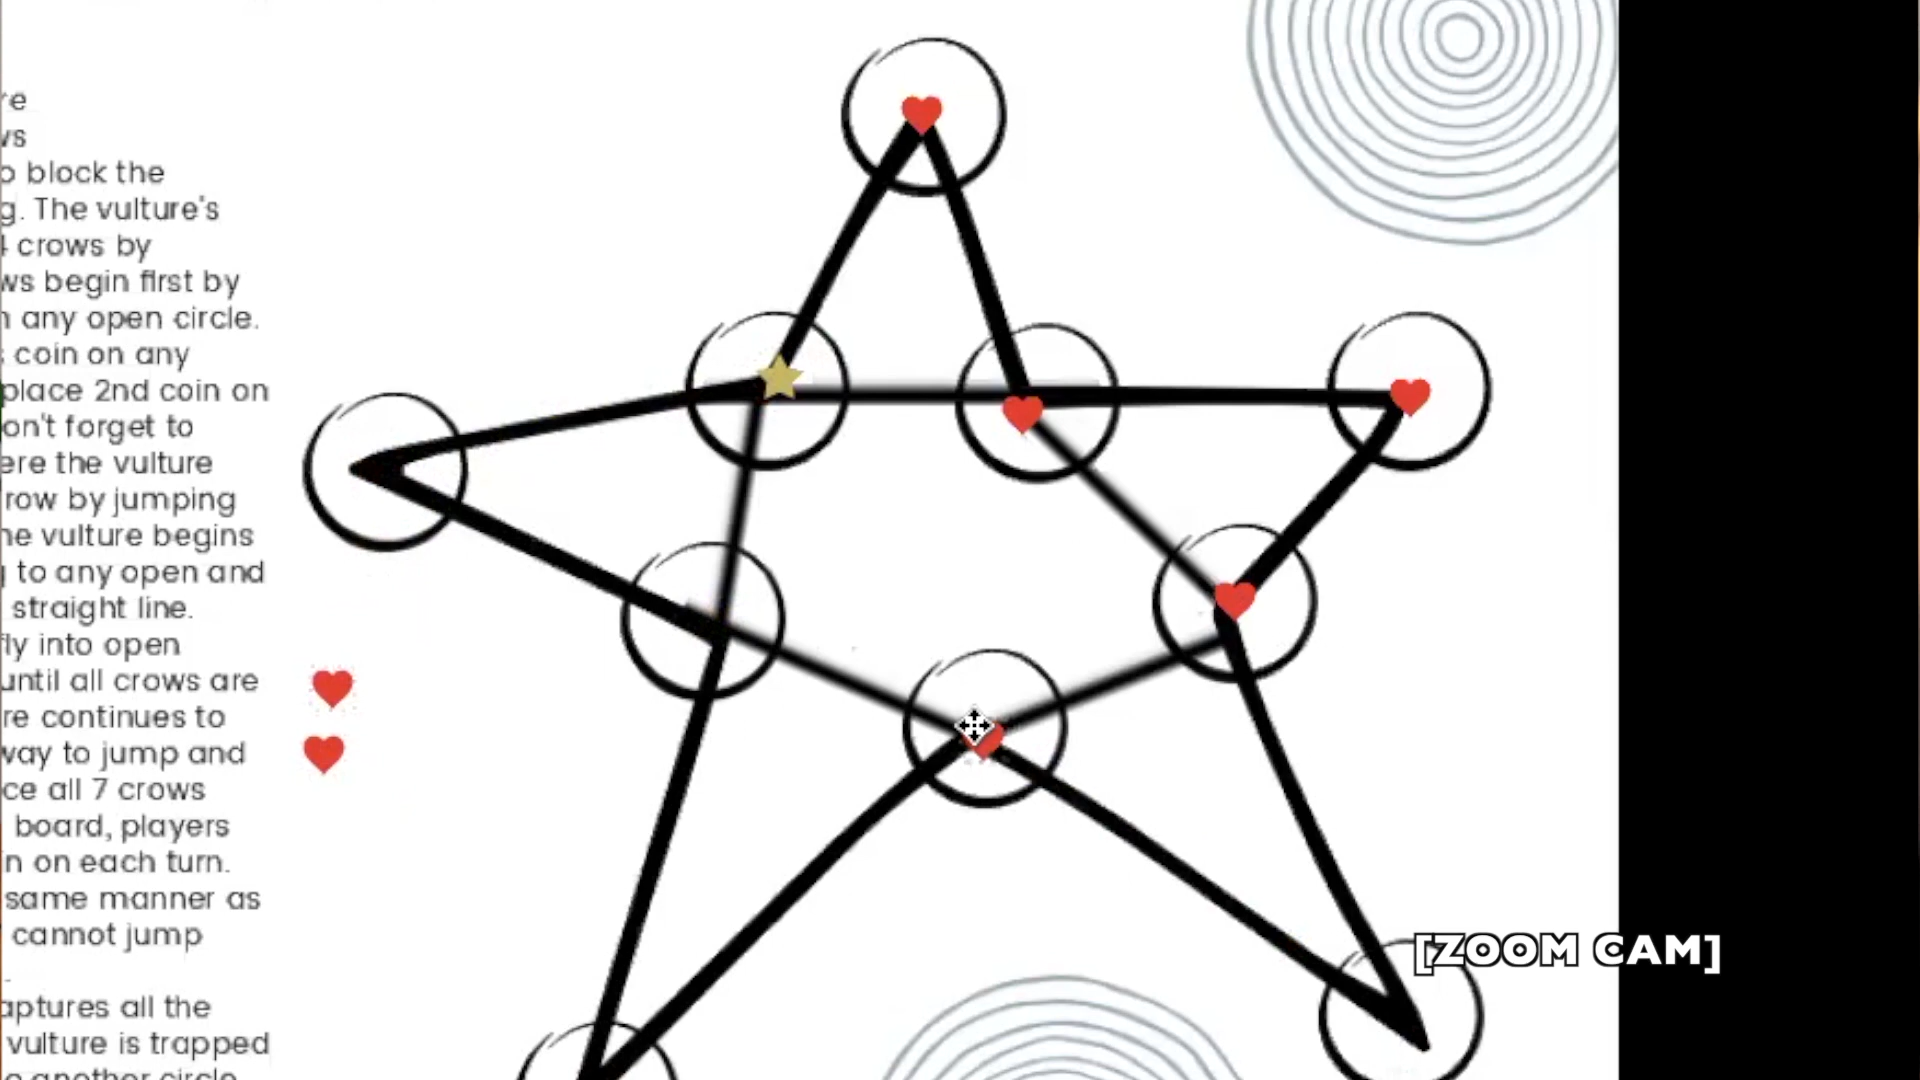 re
ws
o block the
g. The vulture's
4 crows by
ws begin first by
n any open circle.
s coin on any
place 2nd coin on
on't forget to
ere the vulture
row by jumping
he vulture begins
g to any open and
straight line.
fly into open
until all crows are
re continues to
way to jump and
ce all 7 crows
board, players
n on each turn.
same manner as
cannot jump
aptures all the
vulture is trapped
o another circle
[ZOOM CAM]